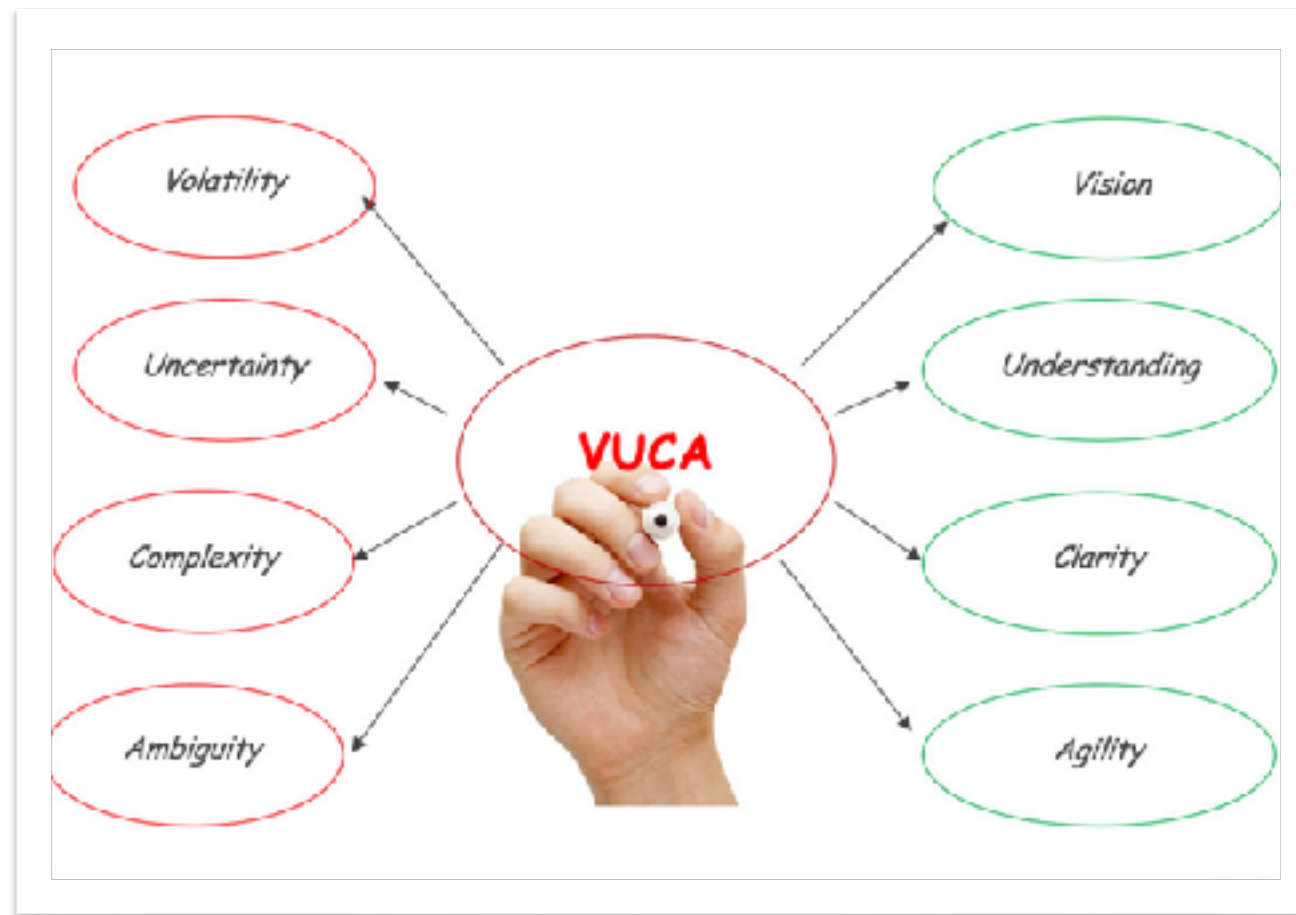 Volatility
Vision
Uncertainty
Understanding
VUCA
Complexity
Clarity
Ambiguity
Agility